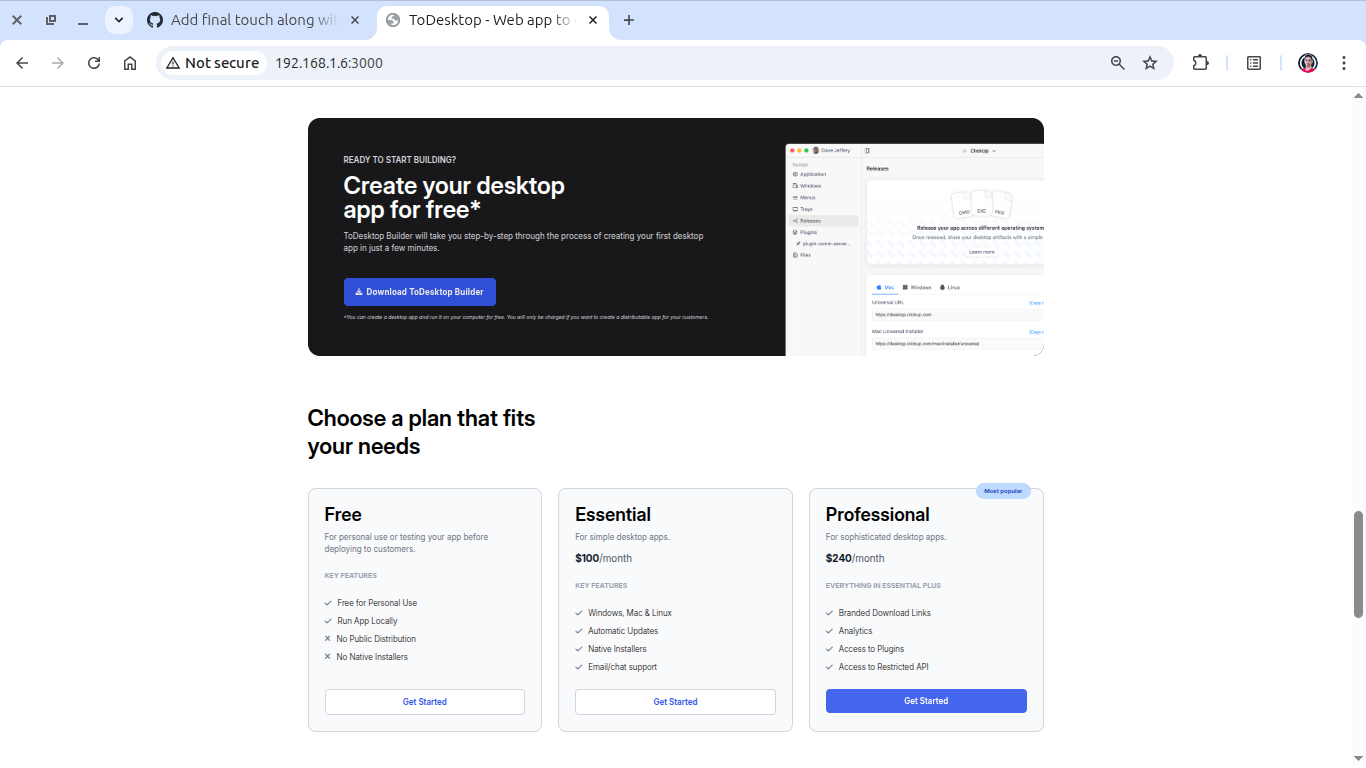 Add final touch along wit
ToDesktop - Web app to
Not secure
192.168.1.6:3000
READY TO START BUILDING?
Create your desktop
app for free*
ToDesktop Builder will take you step-by-step through the process of creating your first desktop
app in just a few minutes.
Download ToDesktop Builder
*You can create a desktop app and run it on your computer for free. You will only be charged if you want to create a distributable app for your customers.
Dave Jeffery
ClickUp
Builder
Application
Windows
Menus
Trays
Releases
Plugins
plugin-comm-server...
Files
Releases
DMG
EXE
PKG
Release your app across different operating system
Once released, share your desktop artifacts with a simple
Learn more
Mac
Windows
Linux
Universal URL
(Copy
https://desktop.clickup.com
Mac Universal Installer
(Copy
https://desktop.clickup.com/mac/installer/universal
Choose a plan that fits
your needs
Free
For personal use or testing your app before
deploying to customers.
KEY FEATURES
Free for Personal Use
Run App Locally
No Public Distribution
No Native Installers
Get Started
Essential
For simple desktop apps.
$100/month
KEY FEATURES
Windows, Mac & Linux
Automatic Updates
Native Installers
Email/chat support
Get Started
Most popular
Professional
For sophisticated desktop apps.
$240/month
EVERYTHING IN ESSENTIAL PLUS
Branded Download Links
Analytics
Access to Plugins
Access to Restricted API
Get Started